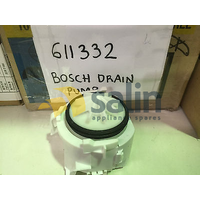 611332
BOSCH DRAIN
PUMP
salin
appliance spares